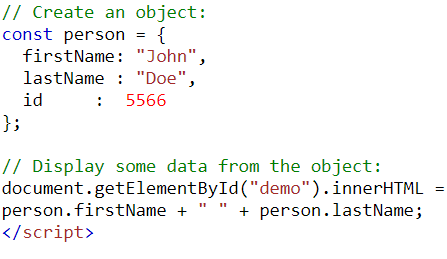 // Create an object:
const person = {
  firstName: "John",
  lastName : "Doe",
  id     :  5566
};

// Display some data from the object:
document.getElementById("demo").innerHTML =
person.firstName + " " + person.lastName;
</script>